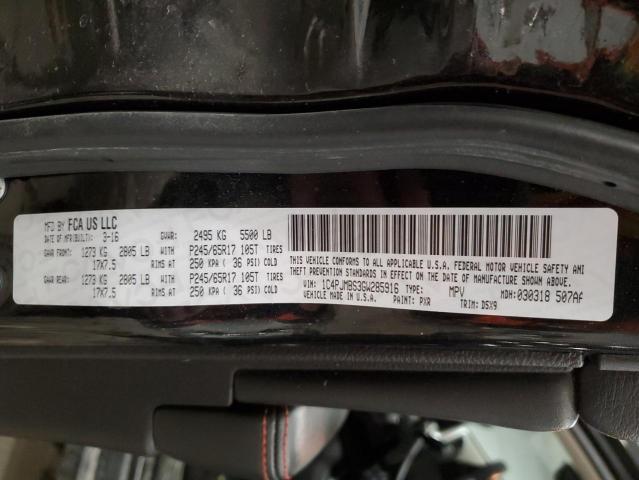 MFD BY FCA US LLC
DATE OF MFR/BUILT: 3-16 GVWR: 2495 KG 5500 LB
GAWR FRONT: 1273 KG 2805 LB WITH P245/65R17 105T TIRES
17X7.5 RIMS AT 250 KPA ( 36 PSI) COLD
GAWR REAR: 1273 KG 2805 LB WITH P245/65R17 105T TIRES
17X7.5 RIMS AT 250 KPA ( 36 PSI) COLD
THIS VEHICLE CONFORMS TO ALL APPLICABLE U.S.A. FEDERAL MOTOR VEHICLE SAFETY AND
THEFT PREVENTION STANDARDS IN EFFECT ON THE DATE OF MANUFACTURE SHOWN ABOVE.
VIN: 1C4PJMBS3GW285916 TYPE: MPV MDH: 030318 507AF
VEHICLE MADE IN U.S.A. PAINT: PXR TRIM: D5X9